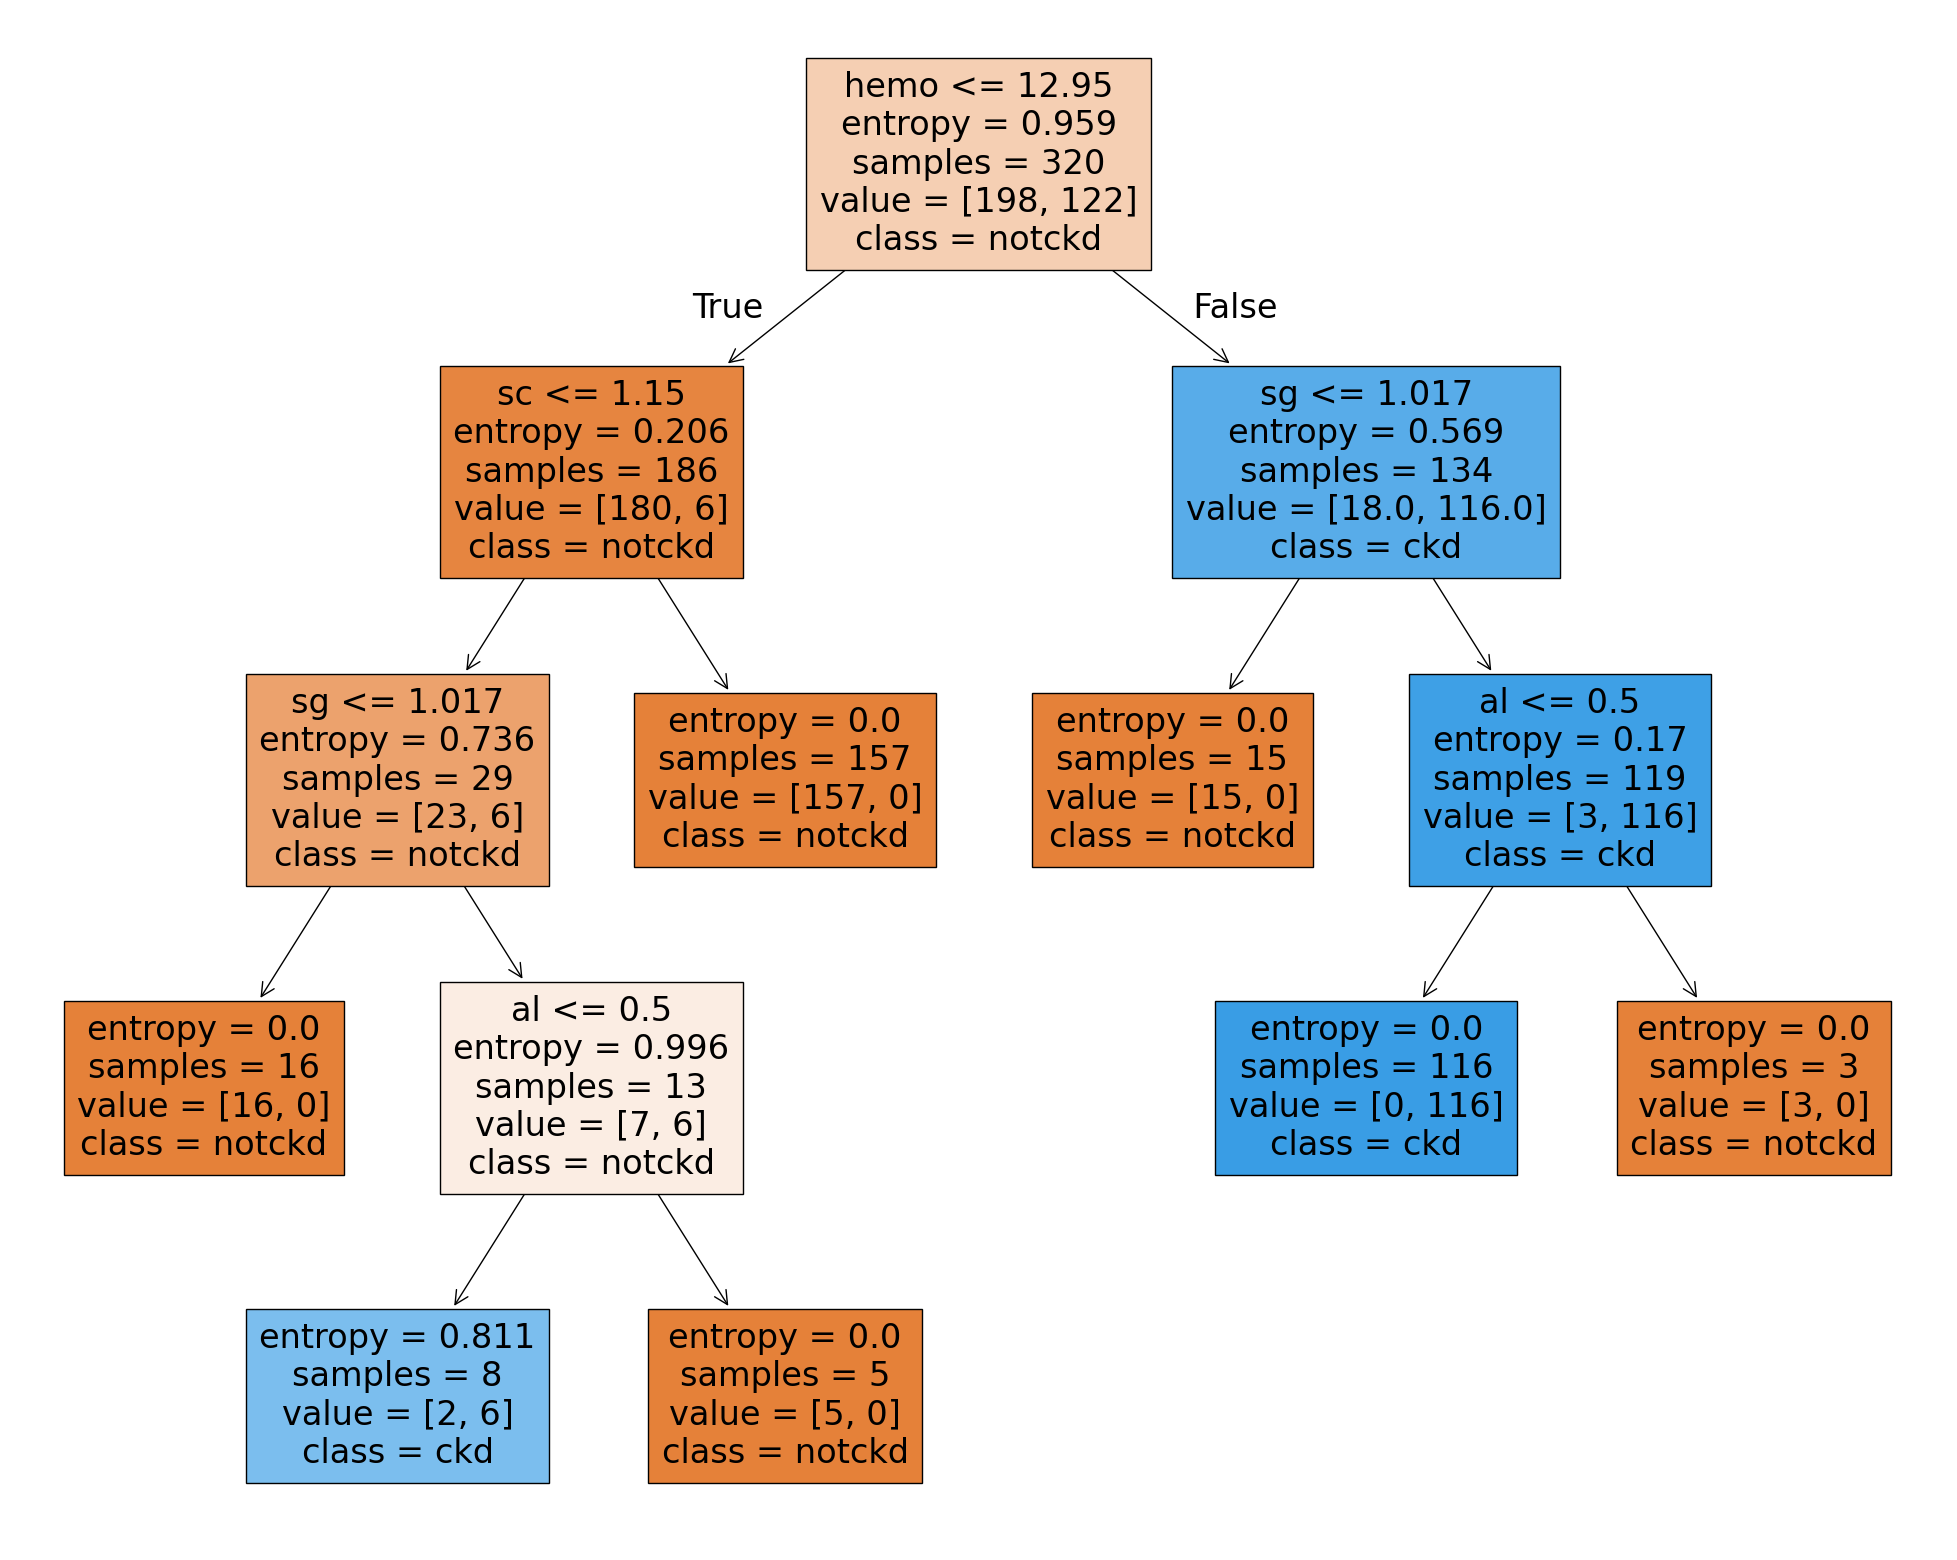 hemo <= 12.95
entropy = 0.959
samples = 320
value = [198, 122]
class = notckd
True
False
sc <= 1.15
entropy = 0.206
samples = 186
value = [180, 6]
class = notckd
sg <= 1.017
entropy = 0.569
samples = 134
value = [18.0, 116.0]
class = ckd
sg <= 1.017
entropy = 0.736
samples = 29
value = [23, 6]
class = notckd
entropy = 0.0
samples = 157
value = [157, 0]
class = notckd
entropy = 0.0
samples = 15
value = [15, 0]
class = notckd
al <= 0.5
entropy = 0.17
samples = 119
value = [3, 116]
class = ckd
entropy = 0.0
samples = 16
value = [16, 0]
class = notckd
al <= 0.5
entropy = 0.996
samples = 13
value = [7, 6]
class = notckd
entropy = 0.0
samples = 116
value = [0, 116]
class = ckd
entropy = 0.0
samples = 3
value = [3, 0]
class = notckd
entropy = 0.811
samples = 8
value = [2, 6]
class = ckd
entropy = 0.0
samples = 5
value = [5, 0]
class = notckd